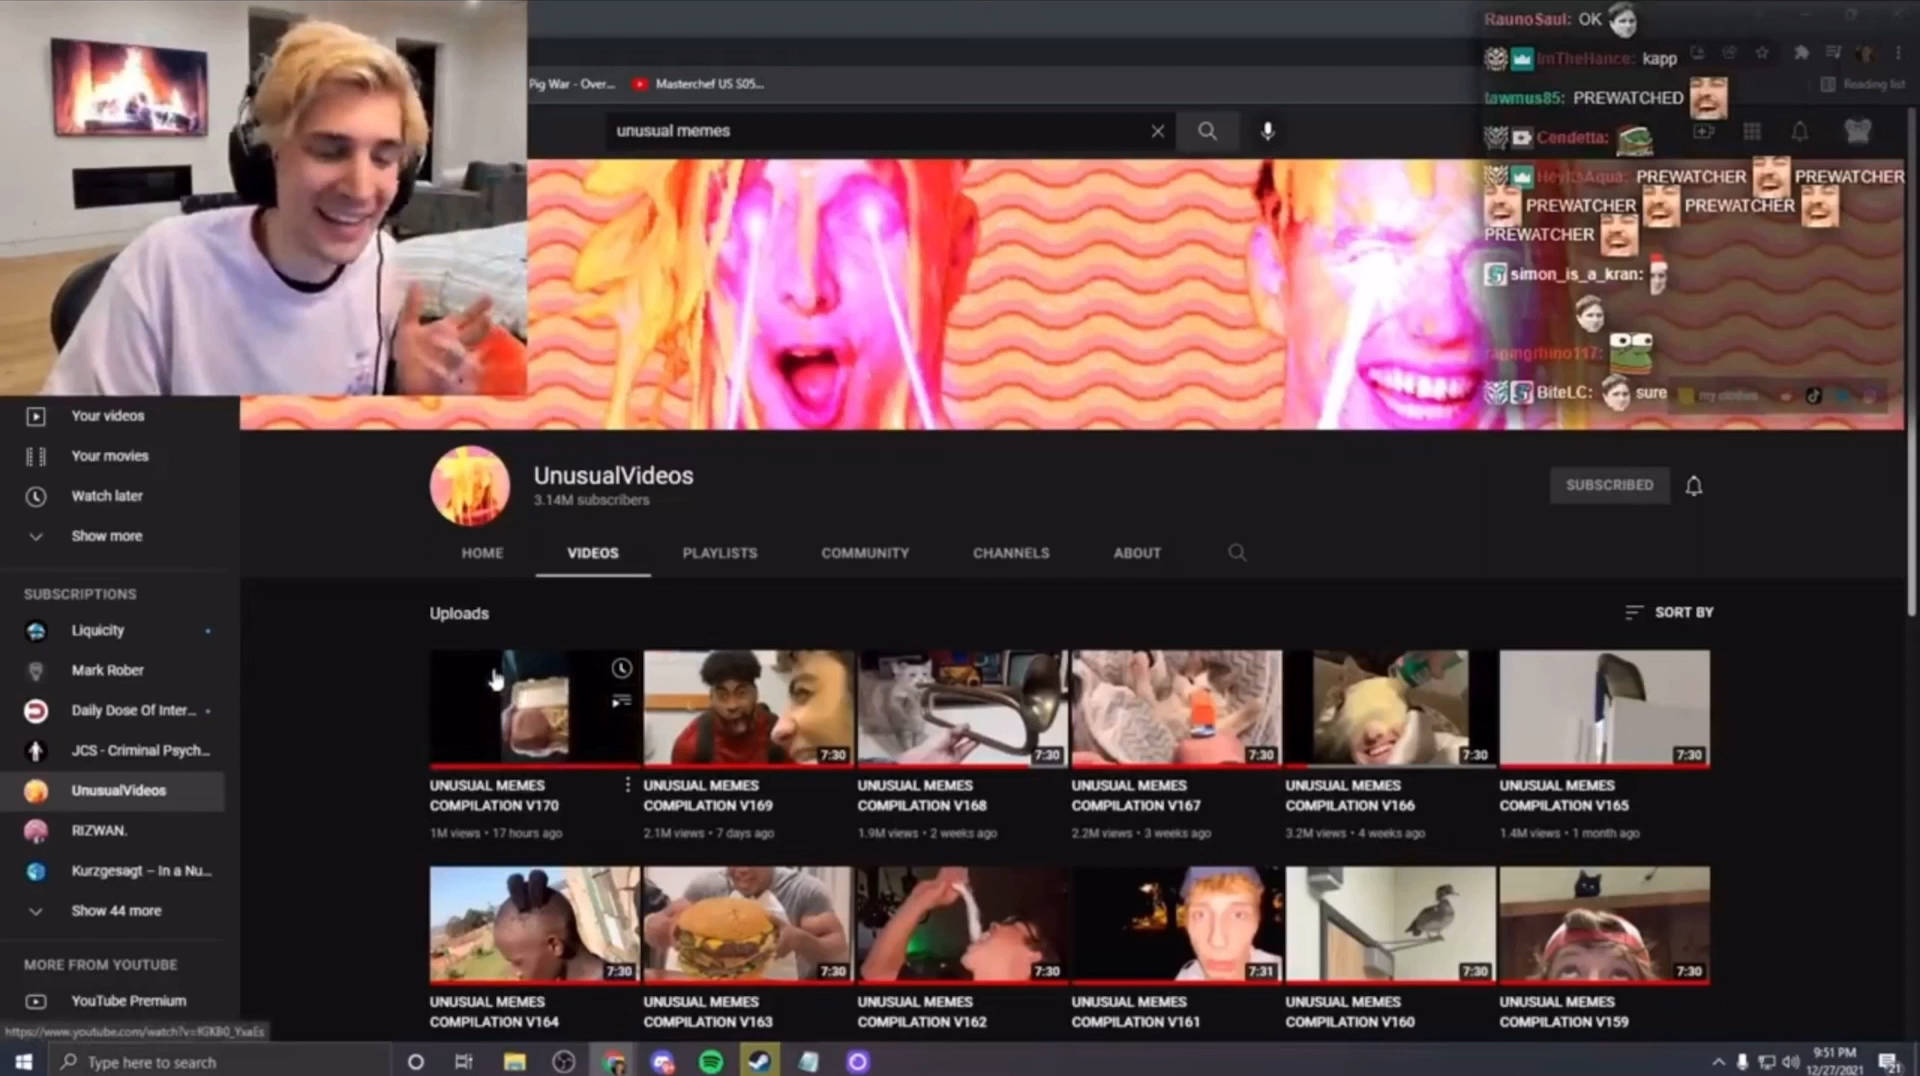 RaunoSaul: OK
ImTheHance: kapp
Pig War - Over... Masterchef US S05...
Reading list
tawmus85: PREWATCHED
unusual memes
Cendetta:
HeyItsAqua: PREWATCHER PREWATCHER
PREWATCHER PREWATCHER
PREWATCHER
simon_is_a_kran:
BiteLC: sure
my clothes
Your videos
Your movies
Watch later
Show more
SUBSCRIPTIONS
Liquicity
Mark Rober
Daily Dose Of Inter...
JCS - Criminal Psych...
UnusualVideos
RIZWAN.
Kurzgesagt – In a Nu...
Show 44 more
MORE FROM YOUTUBE
YouTube Premium
UnusualVideos
3.14M subscribers
SUBSCRIBED
HOME VIDEOS PLAYLISTS COMMUNITY CHANNELS ABOUT
Uploads
SORT BY
7:30 7:30 7:30 7:30 7:30
UNUSUAL MEMES UNUSUAL MEMES UNUSUAL MEMES UNUSUAL MEMES UNUSUAL MEMES UNUSUAL MEMES
COMPILATION V170 COMPILATION V169 COMPILATION V168 COMPILATION V167 COMPILATION V166 COMPILATION V165
1M views • 17 hours ago 2.1M views • 7 days ago 1.9M views • 2 weeks ago 2.2M views • 3 weeks ago 3.2M views • 4 weeks ago 1.4M views • 1 month ago
7:30 7:30 7:30 7:31 7:30 7:30
UNUSUAL MEMES UNUSUAL MEMES UNUSUAL MEMES UNUSUAL MEMES UNUSUAL MEMES UNUSUAL MEMES
COMPILATION V164 COMPILATION V163 COMPILATION V162 COMPILATION V161 COMPILATION V160 COMPILATION V159
Type here to search
9:51 PM
12/27/2021
21